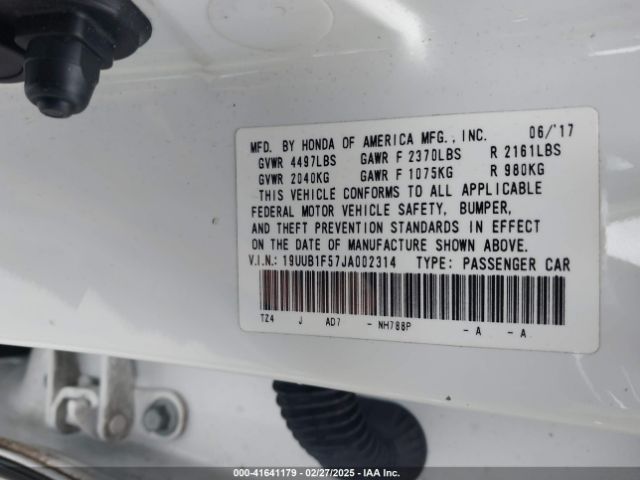 MFD. BY HONDA OF AMERICA MFG., INC. 06/'17
GVWR 4497LBS GAWR F 2370LBS R 2161LBS
GVWR 2040KG GAWR F 1075KG R 980KG
THIS VEHICLE CONFORMS TO ALL APPLICABLE
FEDERAL MOTOR VEHICLE SAFETY, BUMPER,
AND THEFT PREVENTION STANDARDS IN EFFECT
ON THE DATE OF MANUFACTURE SHOWN ABOVE.
V.I.N.: 19UUB1F57JA002314 TYPE: PASSENGER CAR
TZ4 J AD7 - NH788P - A - A
000-41641179 | 02/27/2025 | IAA Inc.